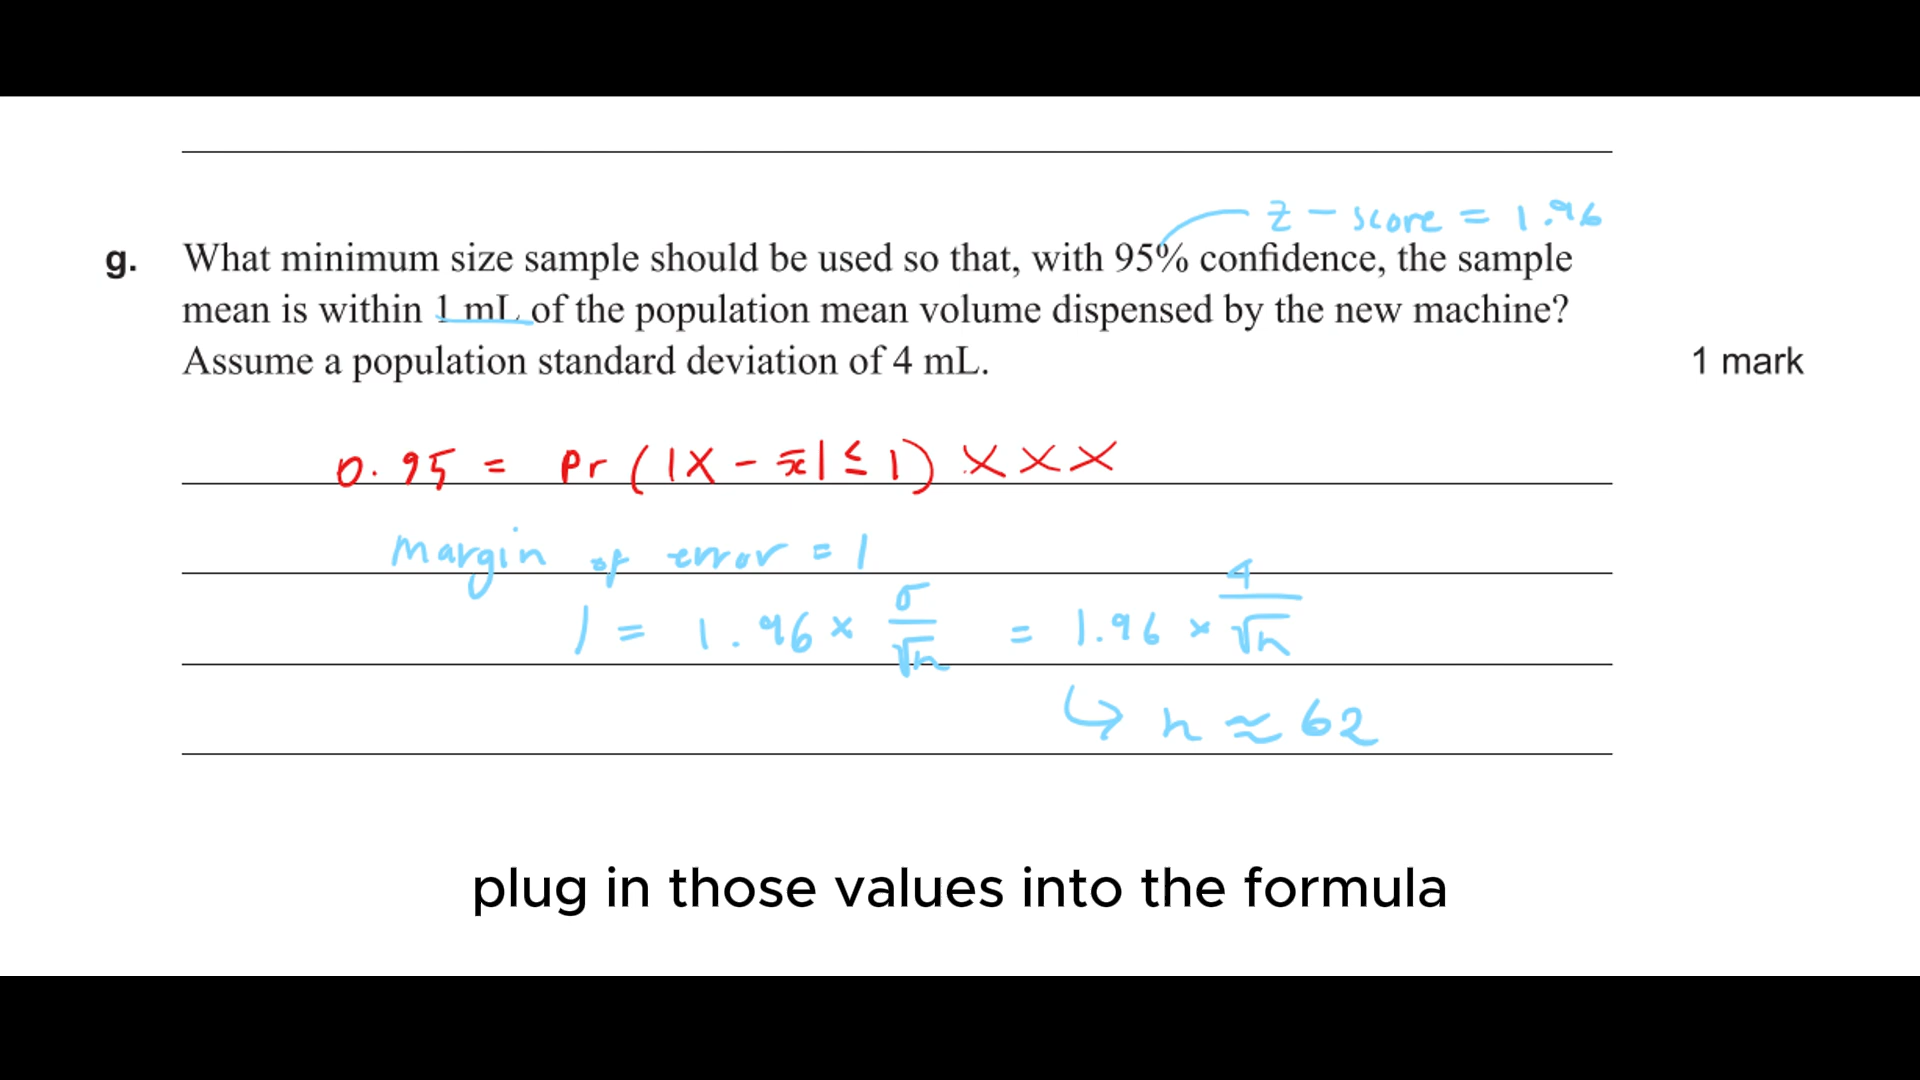 z - score = 1.96
g. What minimum size sample should be used so that, with 95% confidence, the sample
mean is within 1 mL of the population mean volume dispensed by the new machine?
Assume a population standard deviation of 4 mL.
1 mark
0.95 = Pr (|X - x̄| ≤ 1) X X X
margin of error = 1
1 = 1.96 × σ/√n = 1.96 × 4/√n
↳ n ≈ 62
plug in those values into the formula